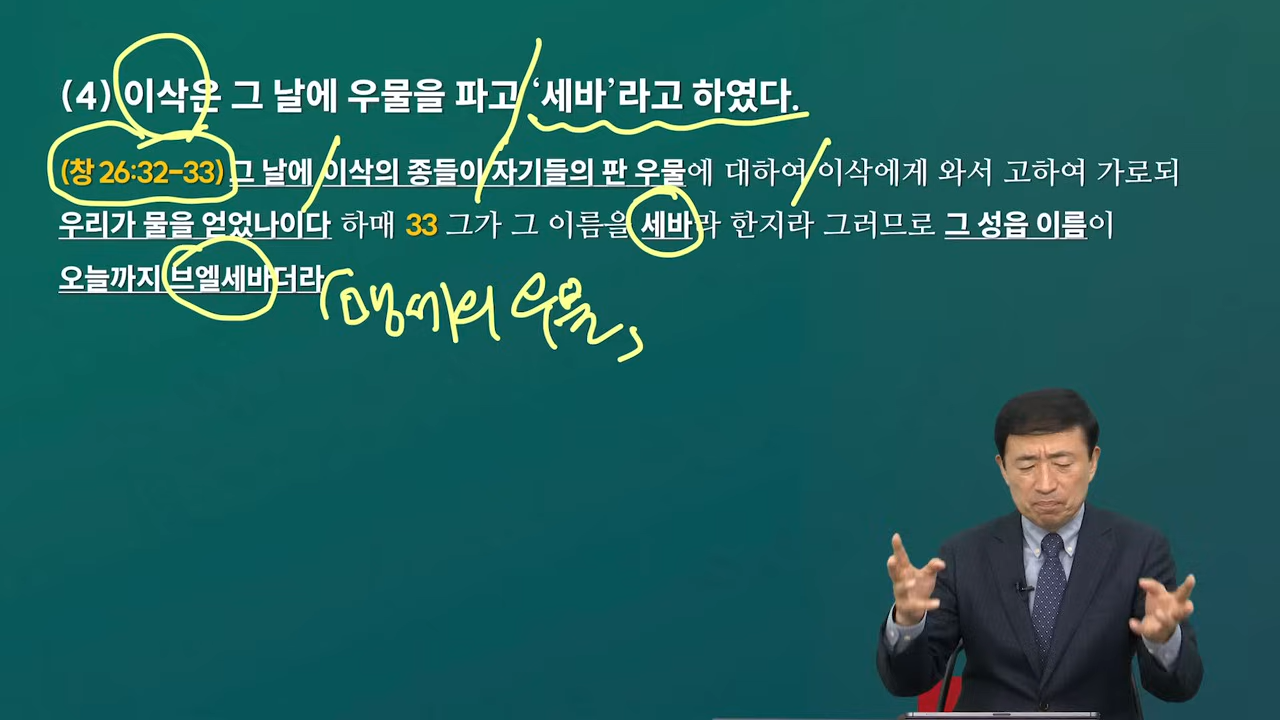 (4) 이삭은 그 날에 우물을 파고 ‘세바’라고 하였다.
(창 26:32-33) 그 날에 이삭의 종들이 자기들의 판 우물에 대하여 이삭에게 와서 고하여 가로되
우리가 물을 얻었나이다 하매 33 그가 그 이름을 세바라 한지라 그러므로 그 성읍 이름이
오늘까지 브엘세바더라
「맹세의 우물」